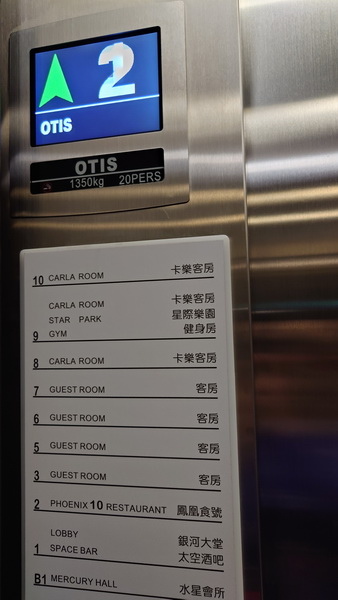 2
OTIS
OTIS
1350kg 20PERS
10 CARLA ROOM 卡樂客房
CARLA ROOM 卡樂客房
STAR PARK 星際樂園
9 GYM 健身房
8 CARLA ROOM 卡樂客房
7 GUEST ROOM 客房
6 GUEST ROOM 客房
5 GUEST ROOM 客房
3 GUEST ROOM 客房
2 PHOENIX 10 RESTAURANT 鳳凰食號
LOBBY 銀河大堂
1 SPACE BAR 太空酒吧
B1 MERCURY HALL 水星會所